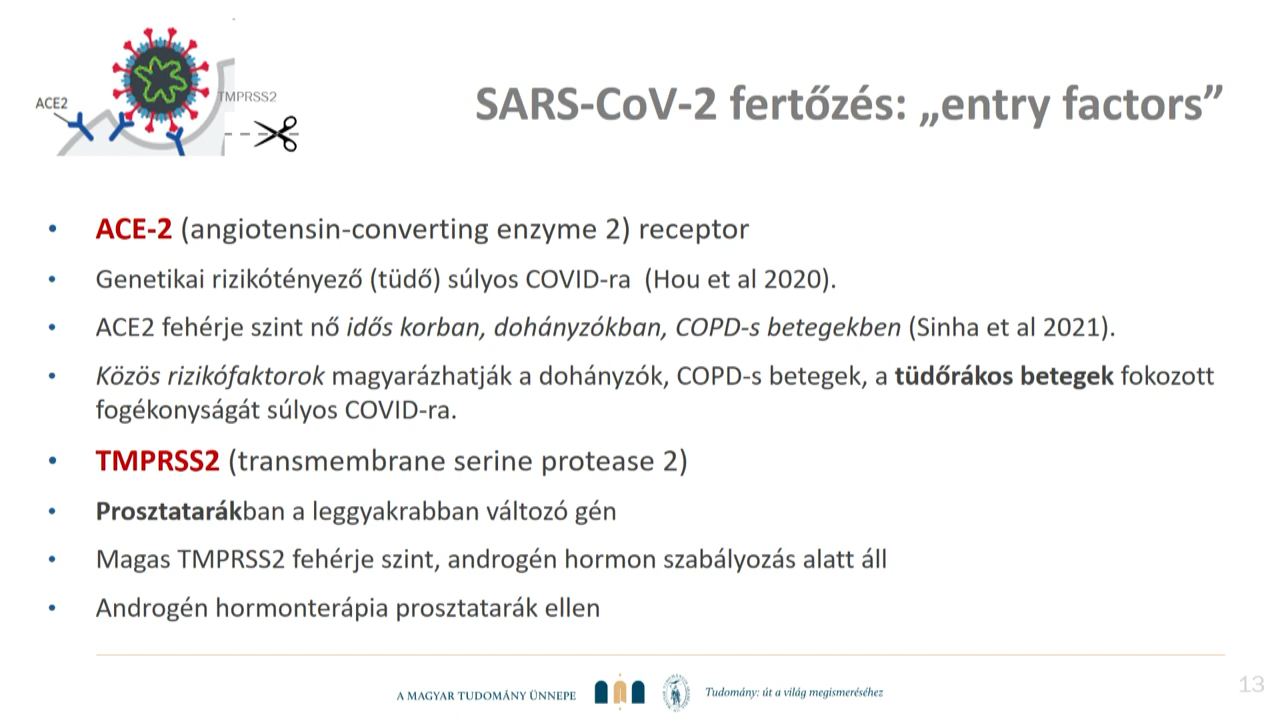 ACE2
TMPRSS2
SARS-CoV-2 fertőzés: „entry factors”
• ACE-2 (angiotensin-converting enzyme 2) receptor
• Genetikai rizikótényező (tüdő) súlyos COVID-ra (Hou et al 2020).
• ACE2 fehérje szint nő idős korban, dohányzókban, COPD-s betegekben (Sinha et al 2021).
• Közös rizikófaktorok magyarázhatják a dohányzók, COPD-s betegek, a tüdőrákos betegek fokozott
fogékonyságát súlyos COVID-ra.
• TMPRSS2 (transmembrane serine protease 2)
• Prosztatarákban a leggyakrabban változó gén
• Magas TMPRSS2 fehérje szint, androgén hormon szabályozás alatt áll
• Androgén hormonterápia prosztatarák ellen
A MAGYAR TUDOMÁNY ÜNNEPE
Tudomány: út a világ megismeréséhez
13